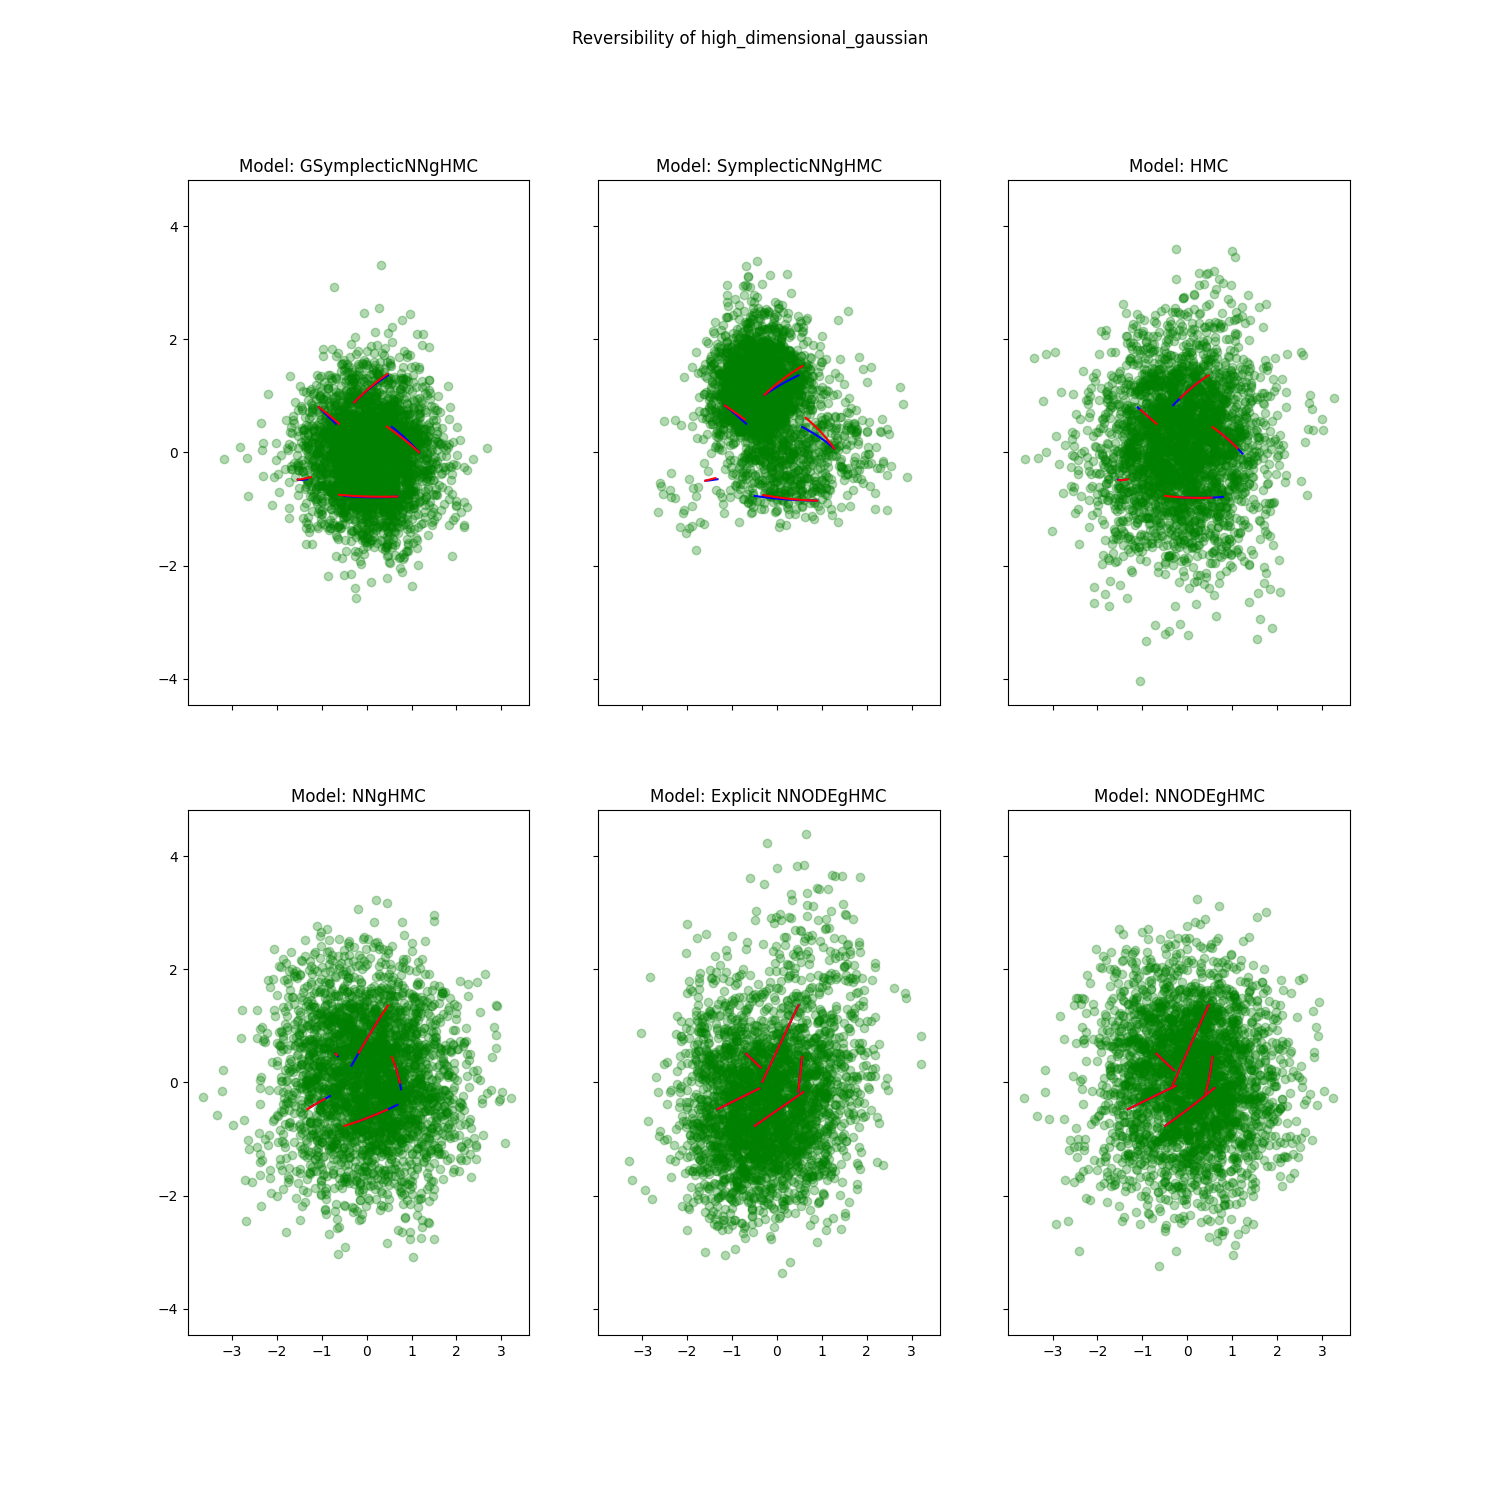 Reversibility of high_dimensional_gaussian
Model: GSymplecticNNgHMC
Model: SymplecticNNgHMC
Model: HMC
4
2
0
−2
−4
Model: NNgHMC
Model: Explicit NNODEgHMC
Model: NNODEgHMC
4
2
0
−2
−4
−3 −2 −1 0 1 2 3
−3 −2 −1 0 1 2 3
−3 −2 −1 0 1 2 3